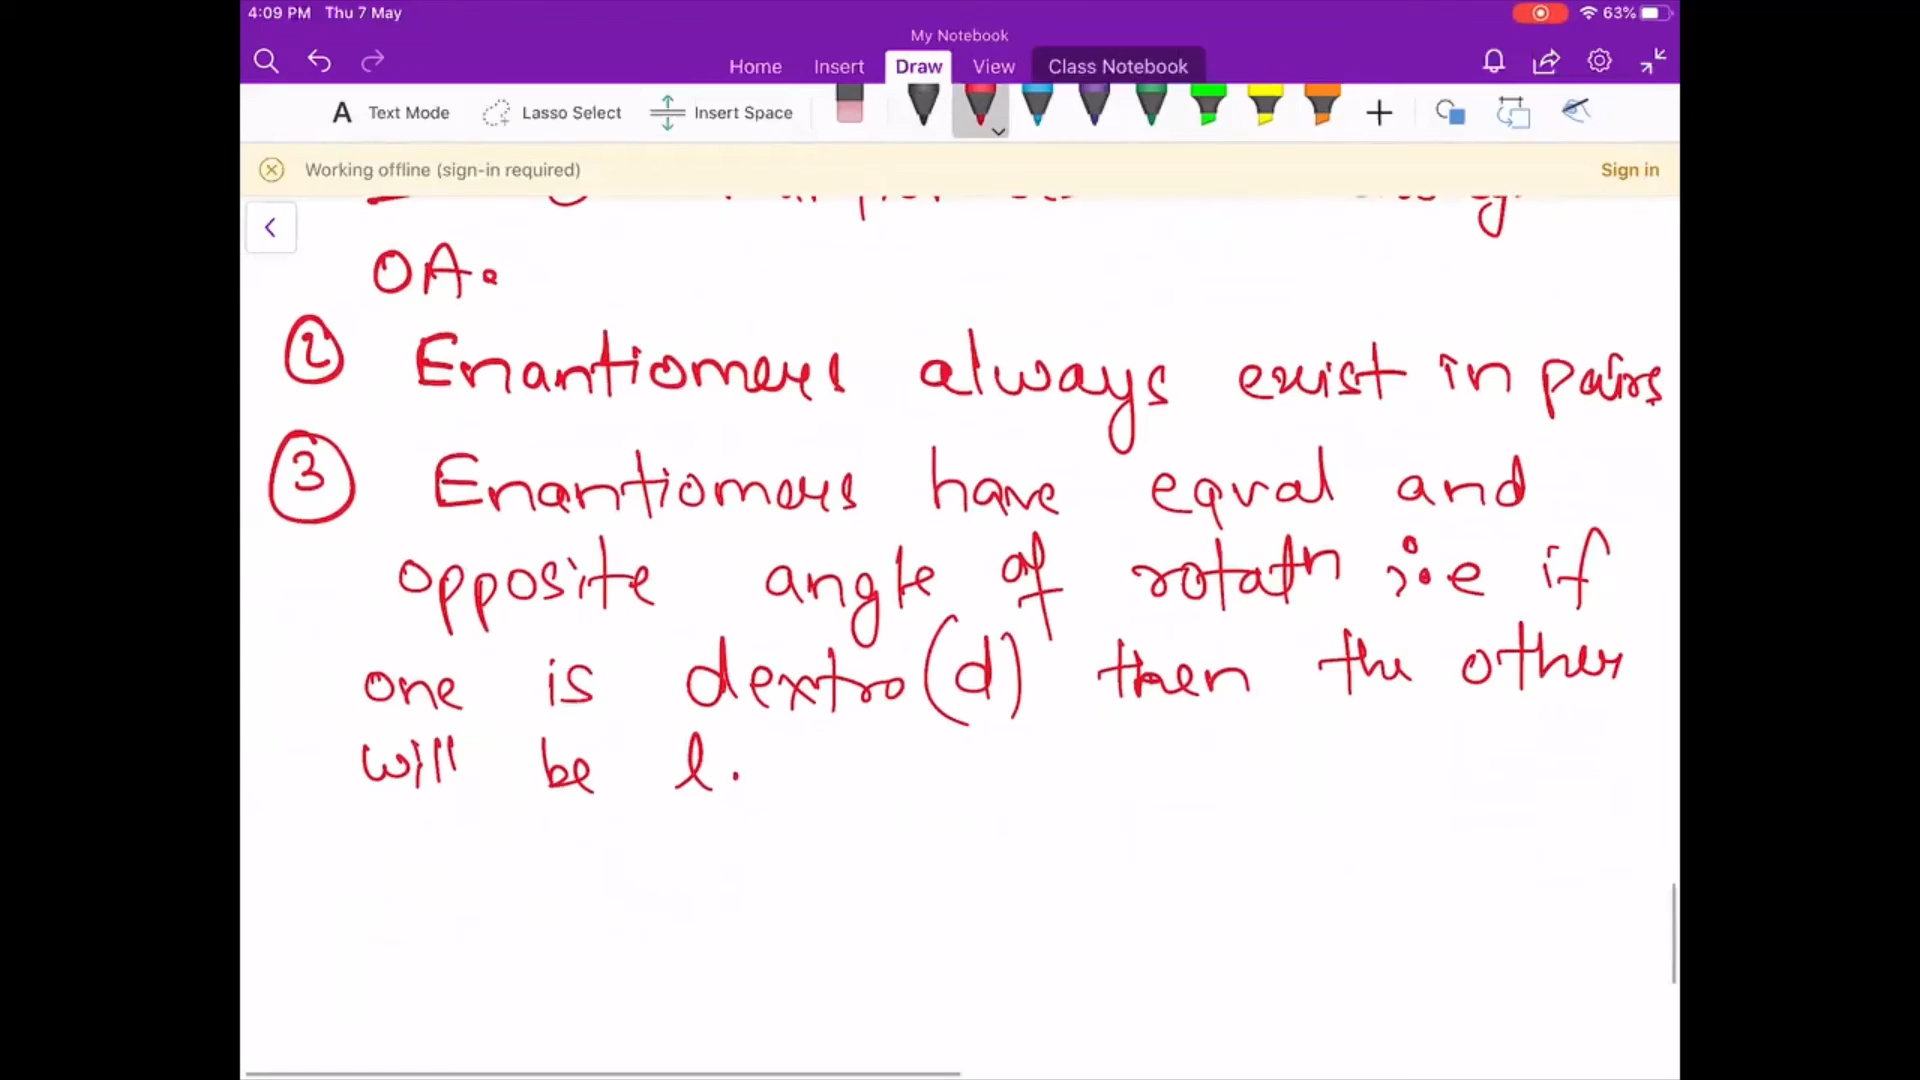 4:09 PM Thu 7 May
63%
My Notebook
Home Insert Draw View Class Notebook
A Text Mode Lasso Select Insert Space
Working offline (sign-in required) Sign in
OA.
2 Enantiomers always exist in pairs
3 Enantiomers have equal and
opposite angle of rotatn i.e if
one is dextro(d) then the other
will be l.